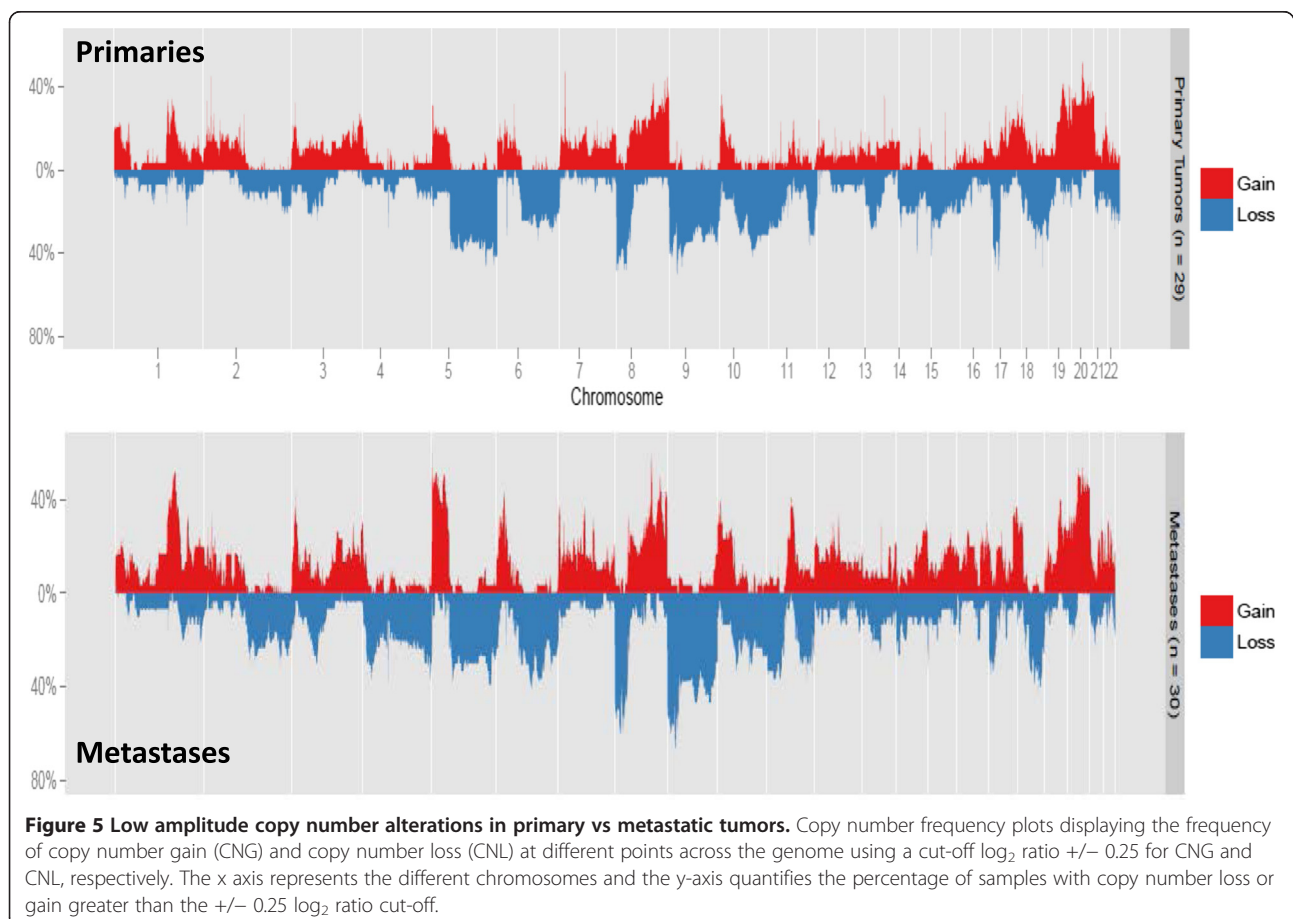 Primaries
40%
0%
40%
80%
Primary Tumors (n = 29)
Gain
Loss
1 2 3 4 5 6 7 8 9 10 11 12 13 14 15 16 17 18 19 20 21 22
Chromosome
40%
0%
40%
80%
Metastases (n = 30)
Gain
Loss
Metastases
Figure 5 Low amplitude copy number alterations in primary vs metastatic tumors. Copy number frequency plots displaying the frequency
of copy number gain (CNG) and copy number loss (CNL) at different points across the genome using a cut-off log₂ ratio +/− 0.25 for CNG and
CNL, respectively. The x axis represents the different chromosomes and the y-axis quantifies the percentage of samples with copy number loss or
gain greater than the +/− 0.25 log₂ ratio cut-off.